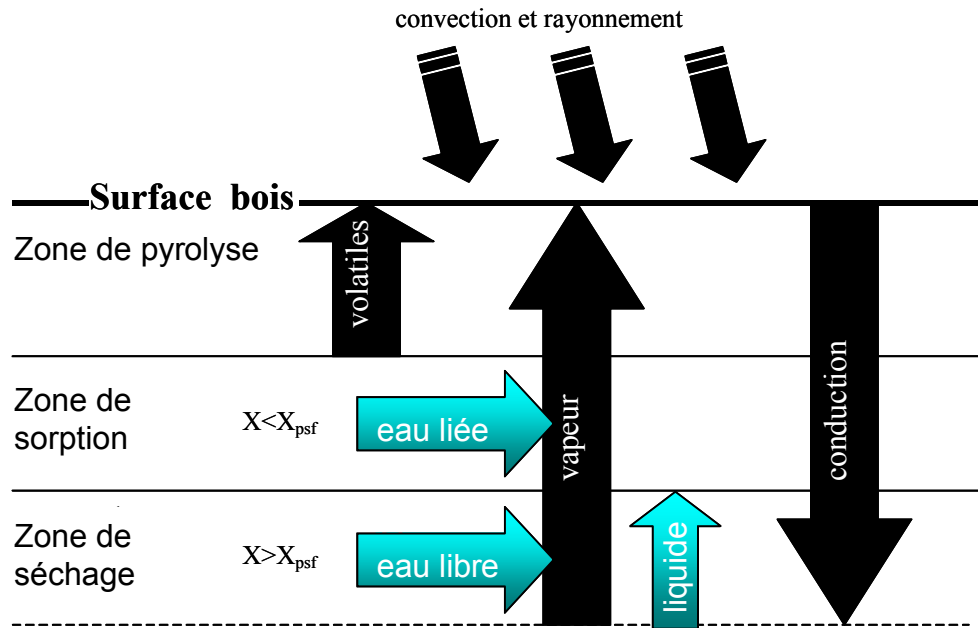 convection et rayonnement
Surface bois
Zone de pyrolyse
volatiles
Zone de
sorption
X<Xpsf
eau liée
vapeur
conduction
Zone de
séchage
X>Xpsf
eau libre
liquide